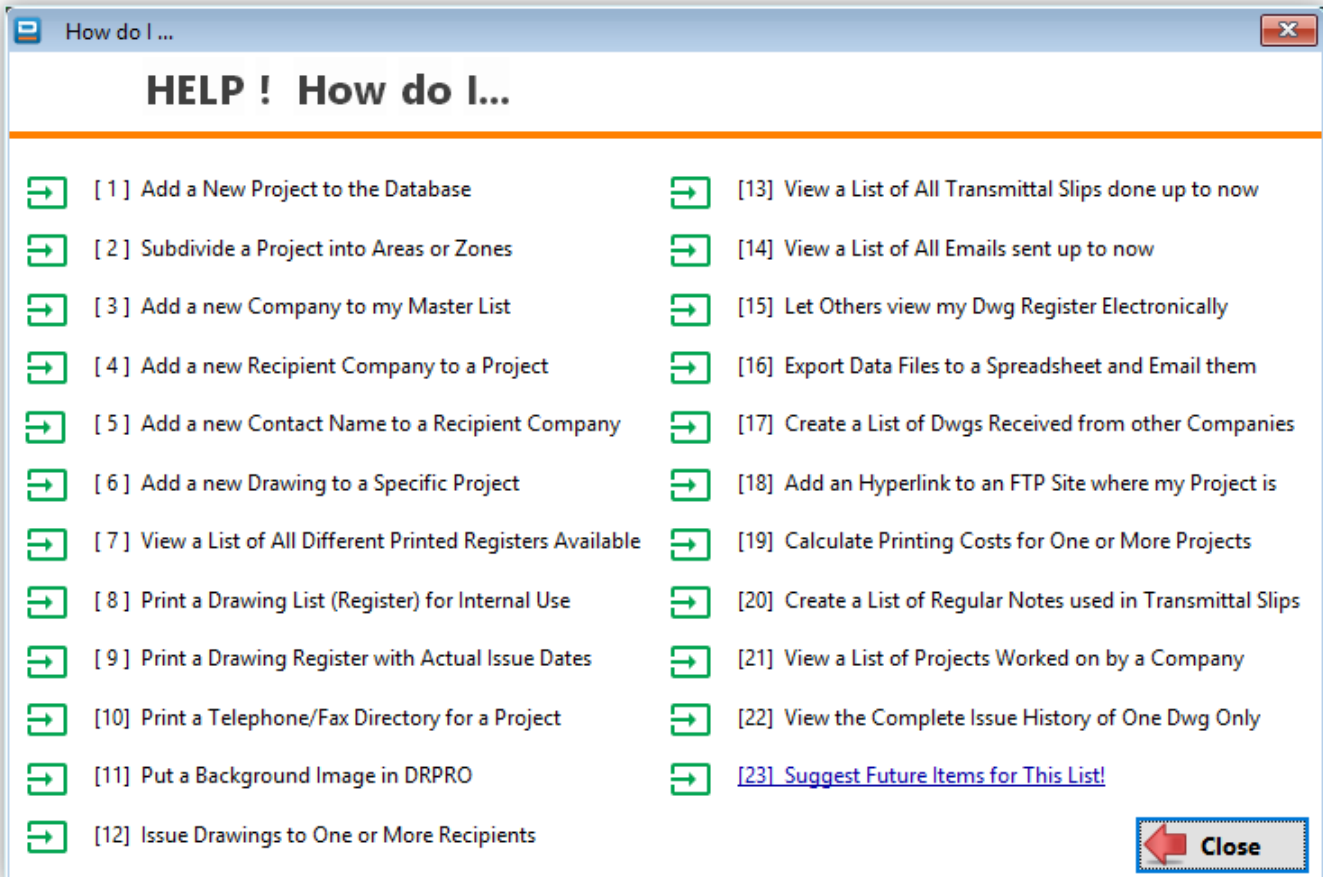 How do I ...
HELP ! How do I...
[ 1 ] Add a New Project to the Database
[ 2 ] Subdivide a Project into Areas or Zones
[ 3 ] Add a new Company to my Master List
[ 4 ] Add a new Recipient Company to a Project
[ 5 ] Add a new Contact Name to a Recipient Company
[ 6 ] Add a new Drawing to a Specific Project
[ 7 ] View a List of All Different Printed Registers Available
[ 8 ] Print a Drawing List (Register) for Internal Use
[ 9 ] Print a Drawing Register with Actual Issue Dates
[10] Print a Telephone/Fax Directory for a Project
[11] Put a Background Image in DRPRO
[12] Issue Drawings to One or More Recipients
[13] View a List of All Transmittal Slips done up to now
[14] View a List of All Emails sent up to now
[15] Let Others view my Dwg Register Electronically
[16] Export Data Files to a Spreadsheet and Email them
[17] Create a List of Dwgs Received from other Companies
[18] Add an Hyperlink to an FTP Site where my Project is
[19] Calculate Printing Costs for One or More Projects
[20] Create a List of Regular Notes used in Transmittal Slips
[21] View a List of Projects Worked on by a Company
[22] View the Complete Issue History of One Dwg Only
[23] Suggest Future Items for This List!
Close